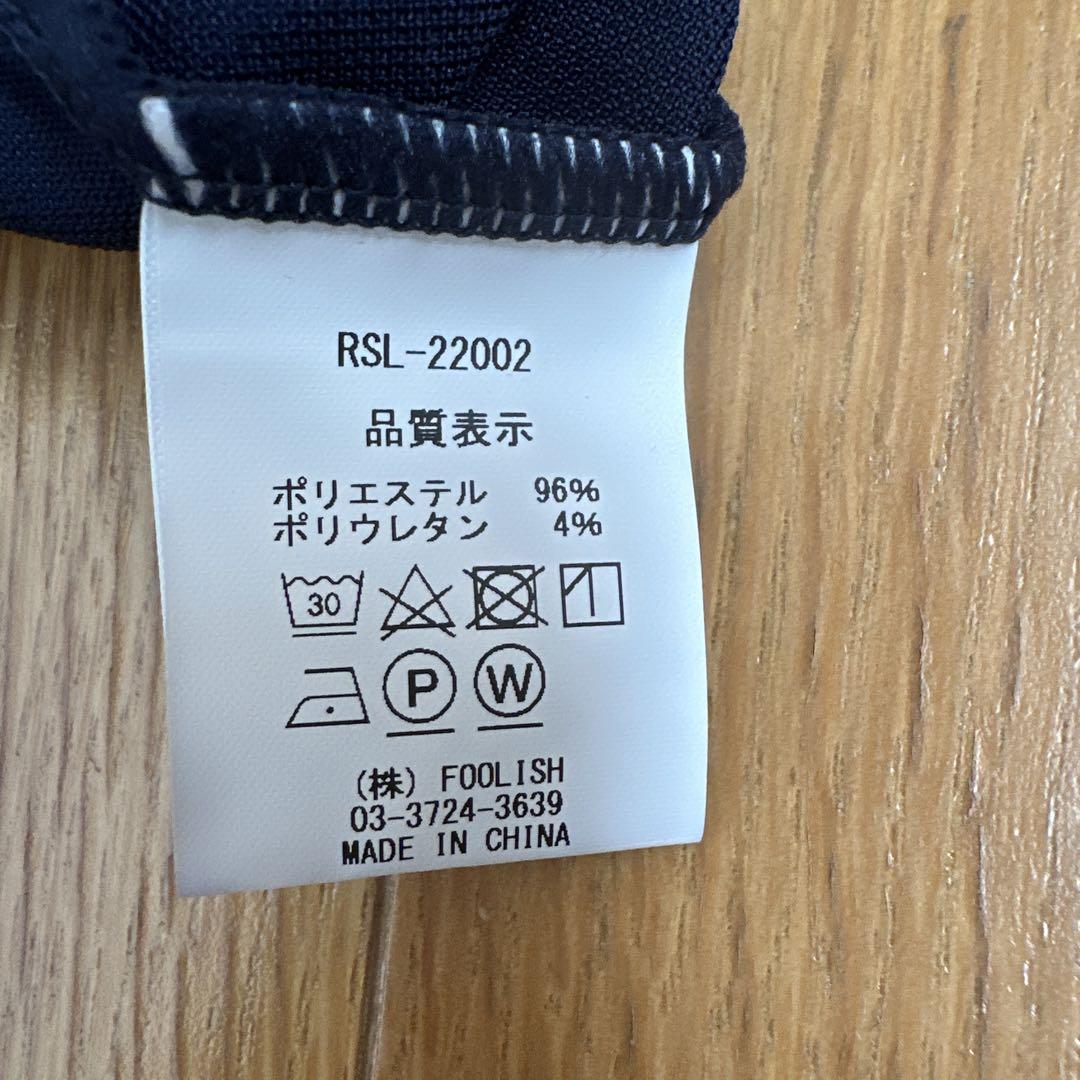 RSL-22002
品質表示
ポリエステル 96%
ポリウレタン 4%
30
P W
(株) FOOLISH
03-3724-3639
MADE IN CHINA